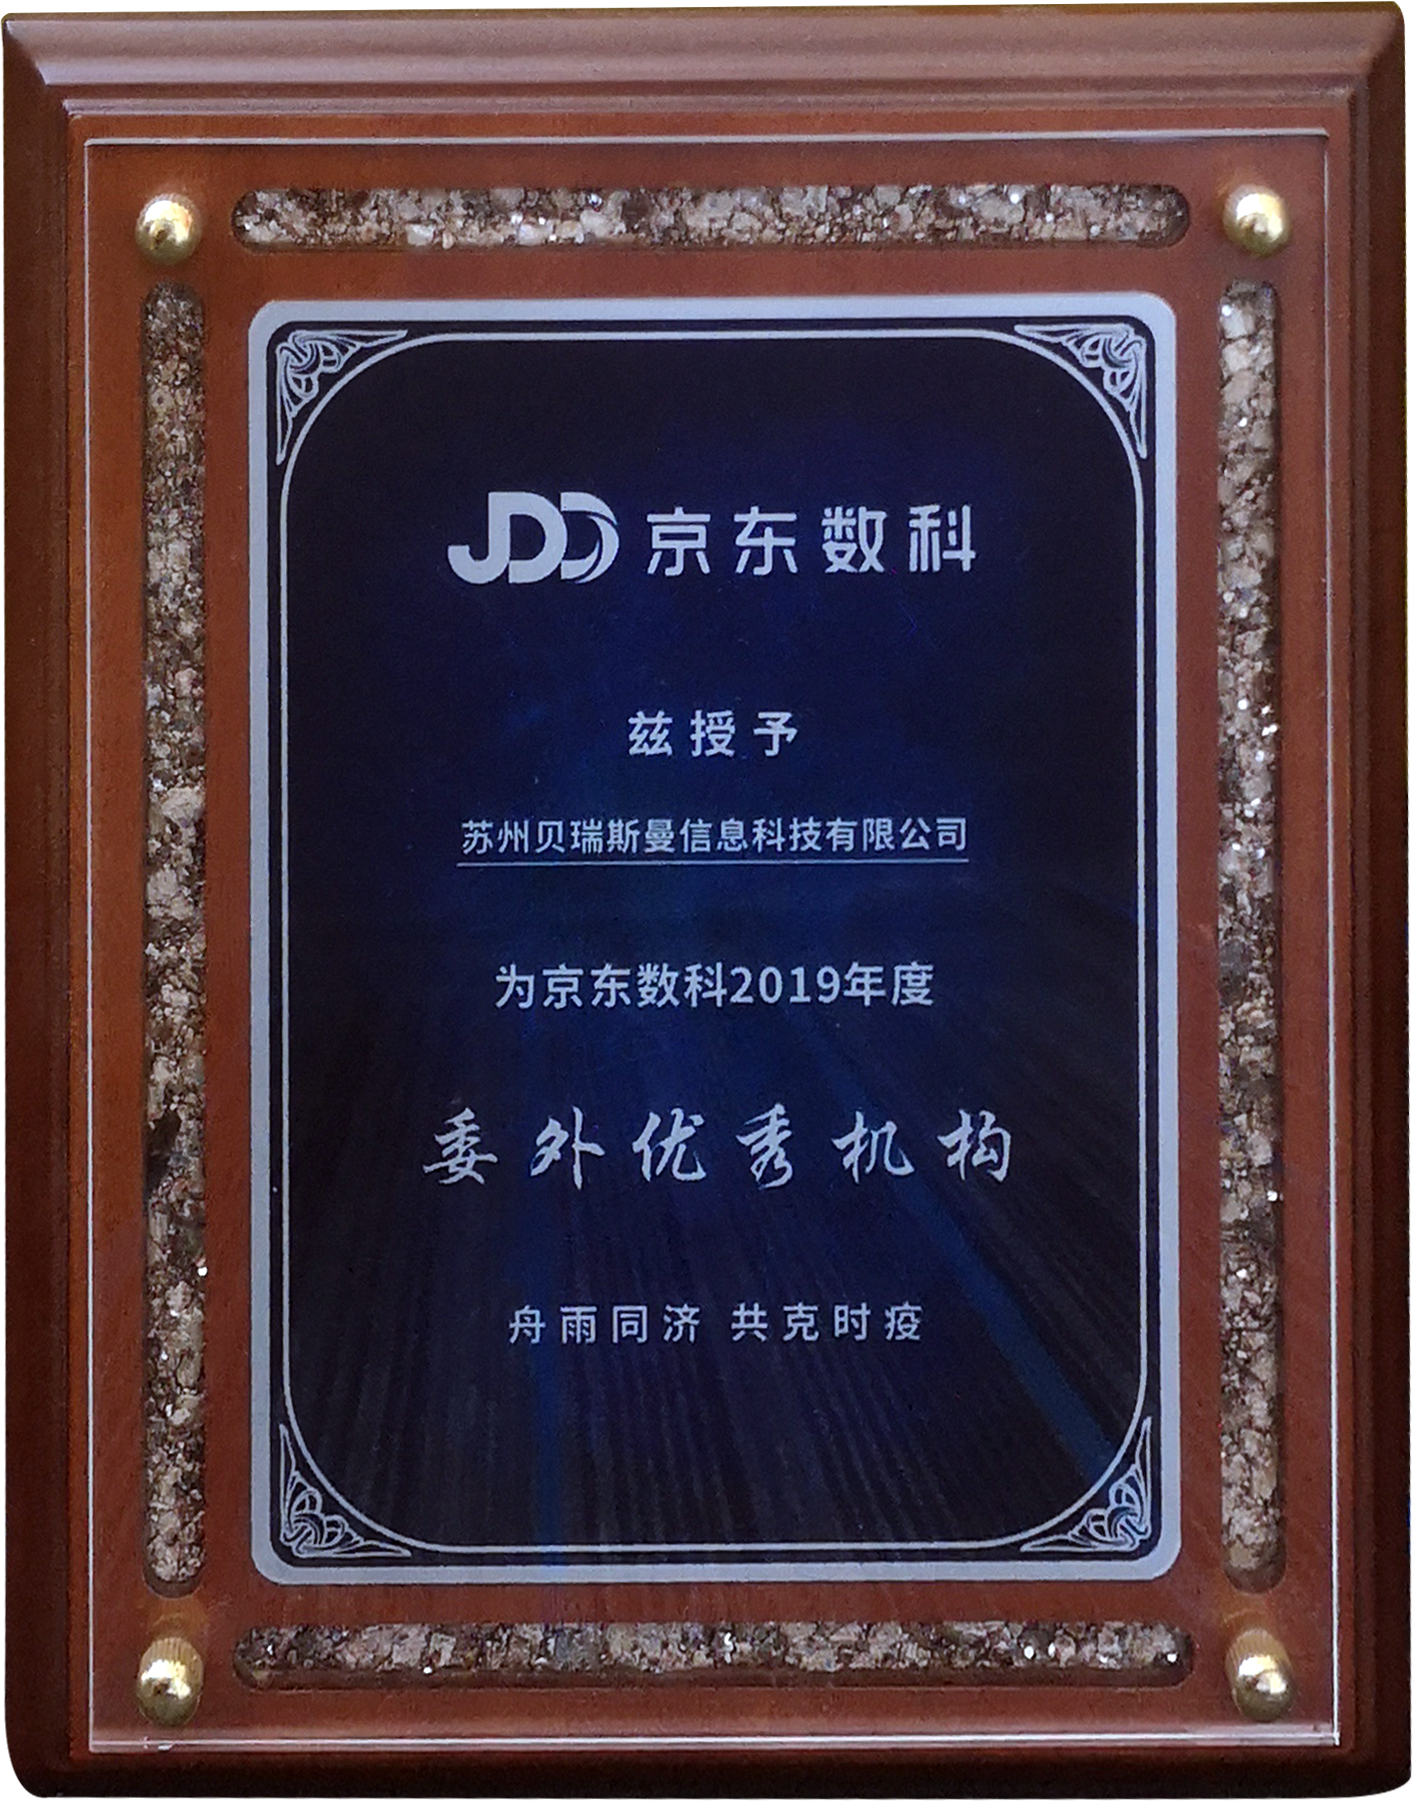 JDD 京东数科
兹授予
苏州贝瑞斯曼信息科技有限公司
为京东数科2019年度
委外优秀机构
舟雨同济 共克时疫